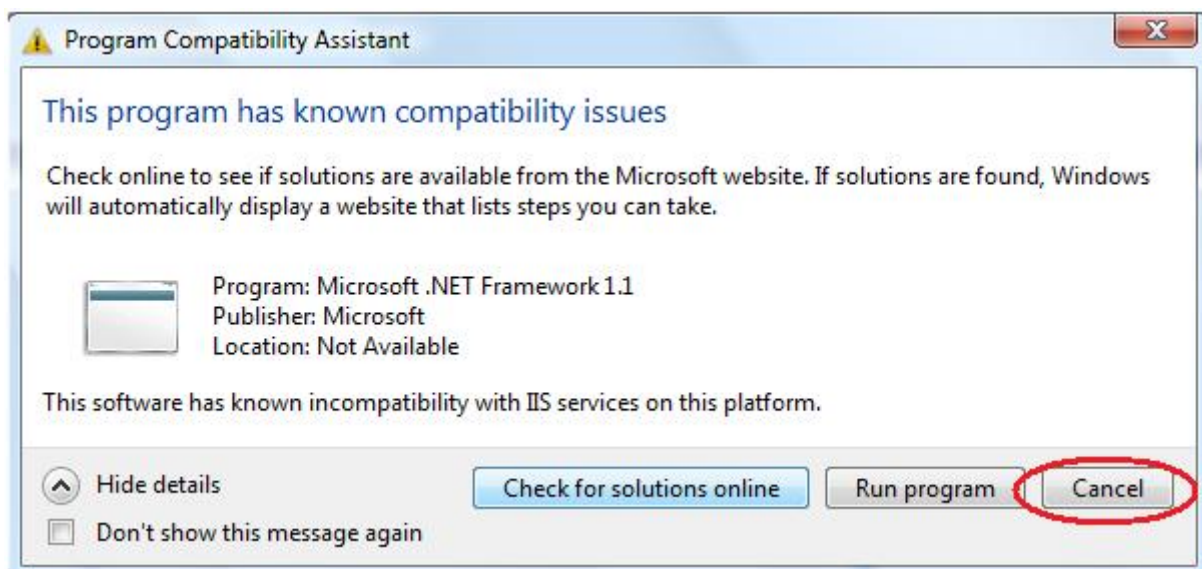 Program Compatibility Assistant
This program has known compatibility issues
Check online to see if solutions are available from the Microsoft website. If solutions are found, Windows
will automatically display a website that lists steps you can take.
Program: Microsoft .NET Framework 1.1
Publisher: Microsoft
Location: Not Available
This software has known incompatibility with IIS services on this platform.
Hide details
Check for solutions online
Run program
Cancel
Don't show this message again